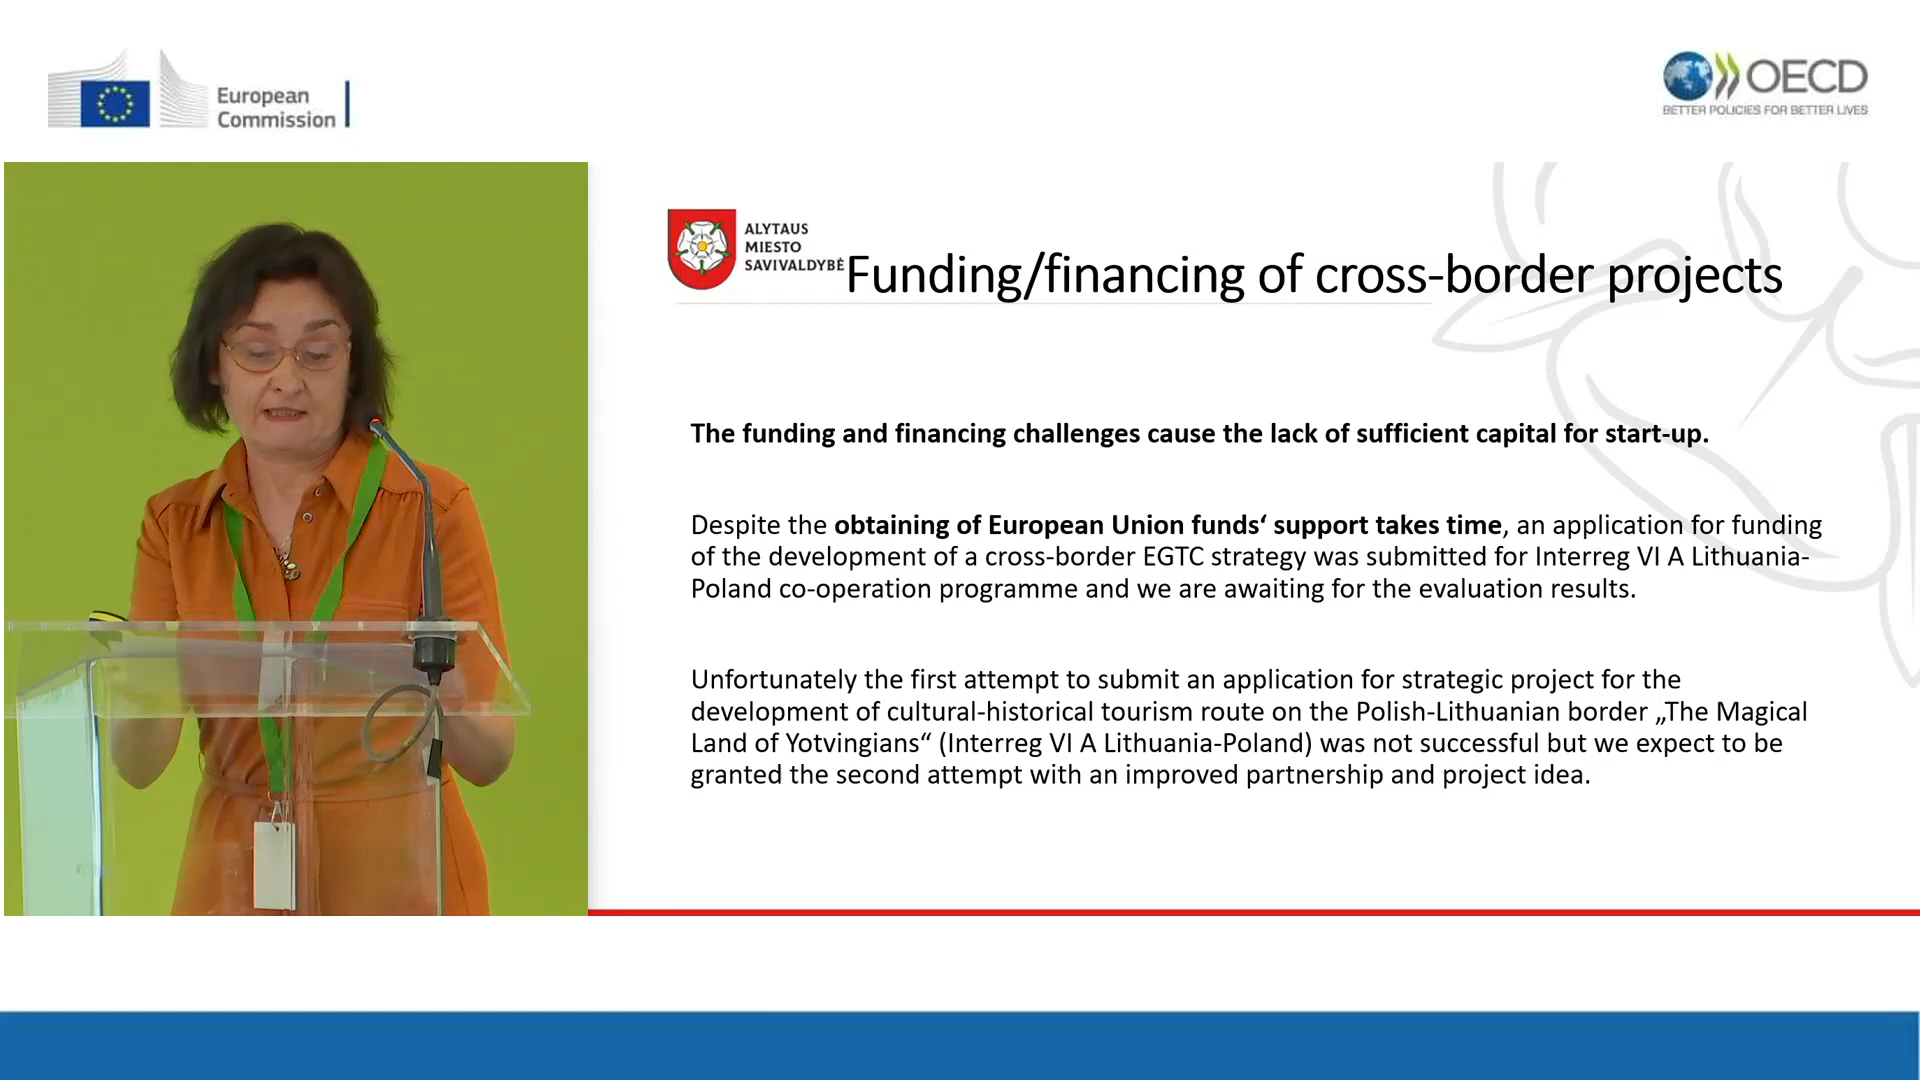 European
Commission
OECD
BETTER POLICIES FOR BETTER LIVES
ALYTAUS
MIESTO
SAVIVALDYBĖ
Funding/financing of cross-border projects
The funding and financing challenges cause the lack of sufficient capital for start-up.
Despite the obtaining of European Union funds‘ support takes time, an application for funding
of the development of a cross-border EGTC strategy was submitted for Interreg VI A Lithuania-
Poland co-operation programme and we are awaiting for the evaluation results.
Unfortunately the first attempt to submit an application for strategic project for the
development of cultural-historical tourism route on the Polish-Lithuanian border „The Magical
Land of Yotvingians“ (Interreg VI A Lithuania-Poland) was not successful but we expect to be
granted the second attempt with an improved partnership and project idea.